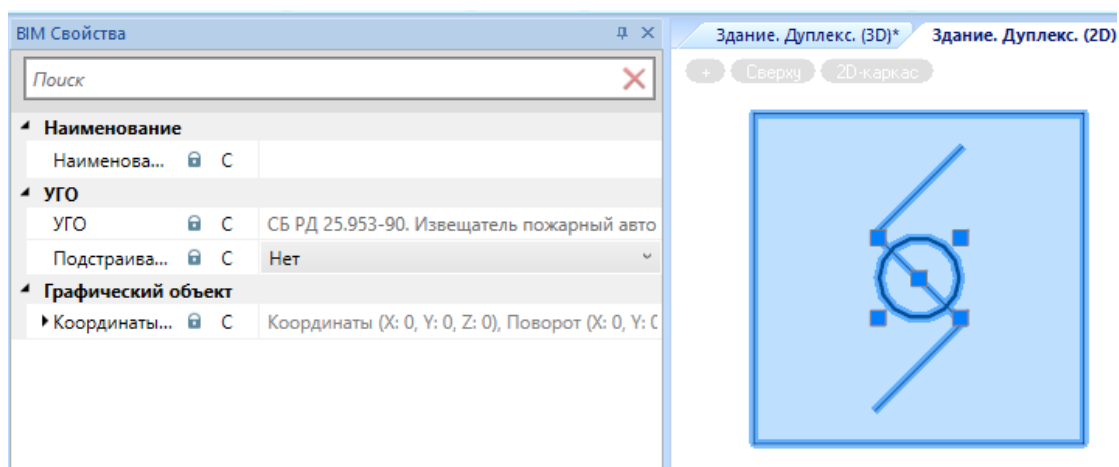 BIM Свойства
Поиск
Наименование
Наименова... С
УГО
УГО С СБ РД 25.953-90. Извещатель пожарный авто
Подстраива... С Нет
Графический объект
Координаты... С Координаты (X: 0, Y: 0, Z: 0), Поворот (X: 0, Y: 0
Здание. Дуплекс. (3D)* Здание. Дуплекс. (2D)
+ Сверху 2D-каркас